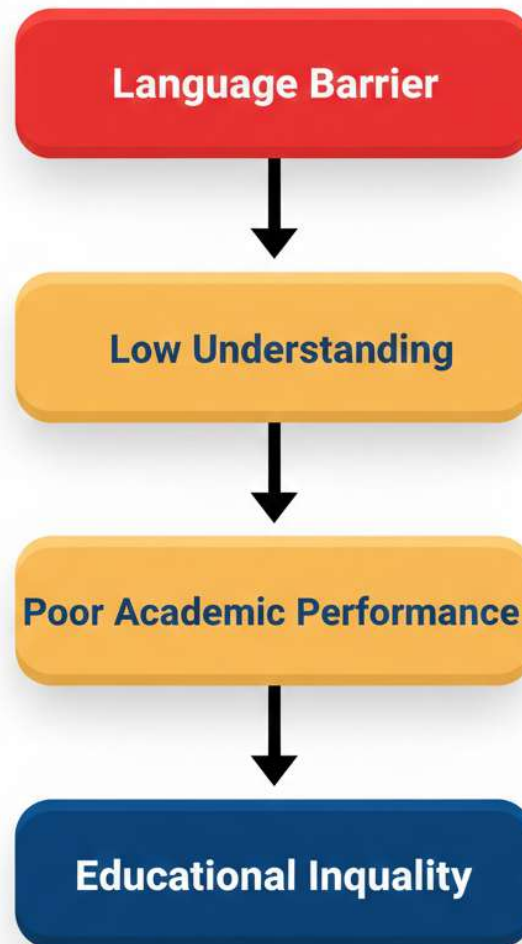 Language Barrier
Low Understanding
Poor Academic Performance
Educational Inquality